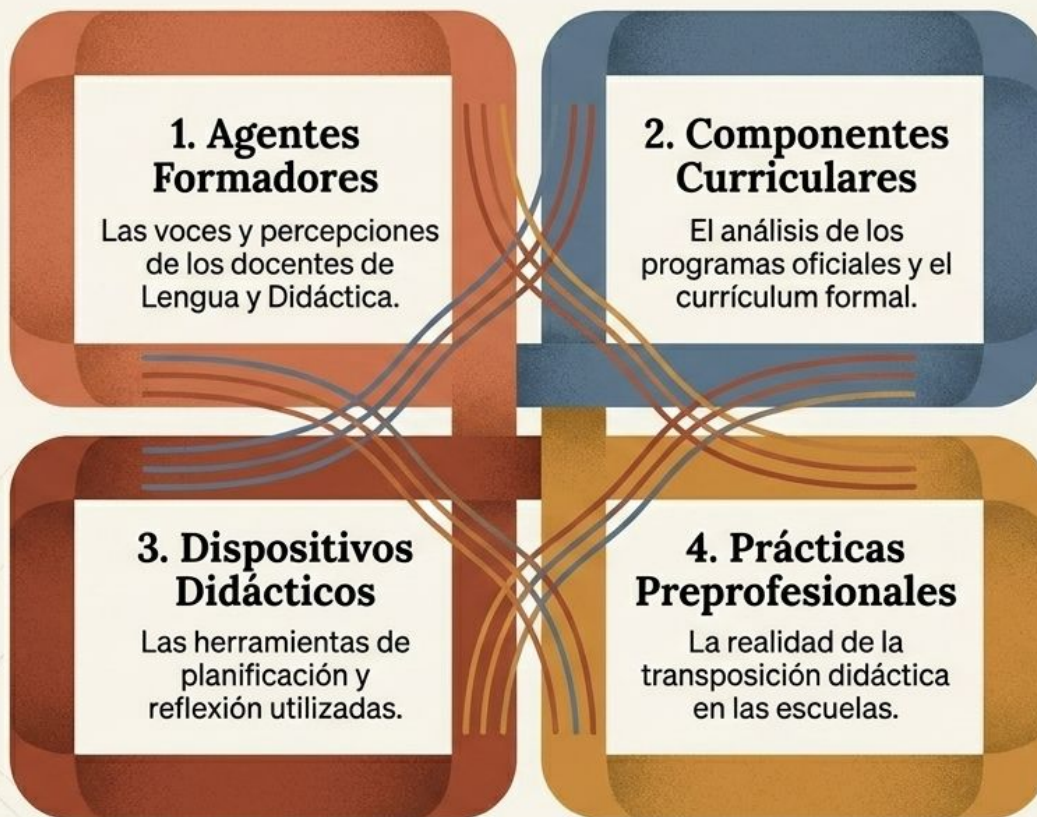 1. Agentes
Formadores
Las voces y percepciones
de los docentes de
Lengua y Didáctica.
2. Componentes
Curriculares
El análisis de los
programas oficiales y el
currículum formal.
3. Dispositivos
Didácticos
Las herramientas de
planificación y
reflexión utilizadas.
4. Prácticas
Preprofesionales
La realidad de la
transposición didáctica
en las escuelas.